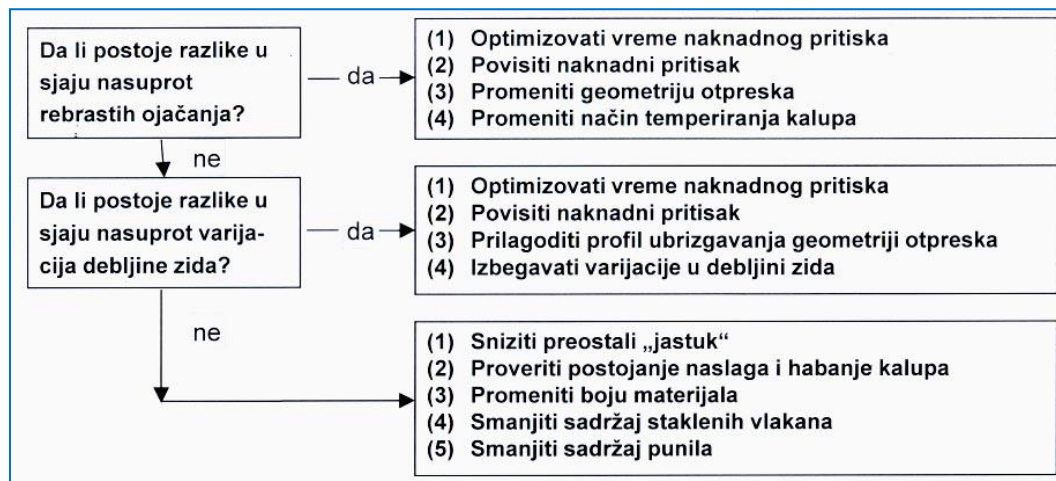 Da li postoje razlike u
sjaju nasuprot
rebrastih ojačanja?
da
(1) Optimizovati vreme naknadnog pritiska
(2) Povisiti naknadni pritisak
(3) Promeniti geometriju otpreska
(4) Promeniti način temperiranja kalupa
ne
Da li postoje razlike u
sjaju nasuprot varija-
cija debljine zida?
da
(1) Optimizovati vreme naknadnog pritiska
(2) Povisiti naknadni pritisak
(3) Prilagoditi profil ubrizgavanja geometriji otpreska
(4) Izbegavati varijacije u debljini zida
ne
(1) Sniziti preostali „jastuk“
(2) Proveriti postojanje naslaga i habanje kalupa
(3) Promeniti boju materijala
(4) Smanjiti sadržaj staklenih vlakana
(5) Smanjiti sadržaj punila